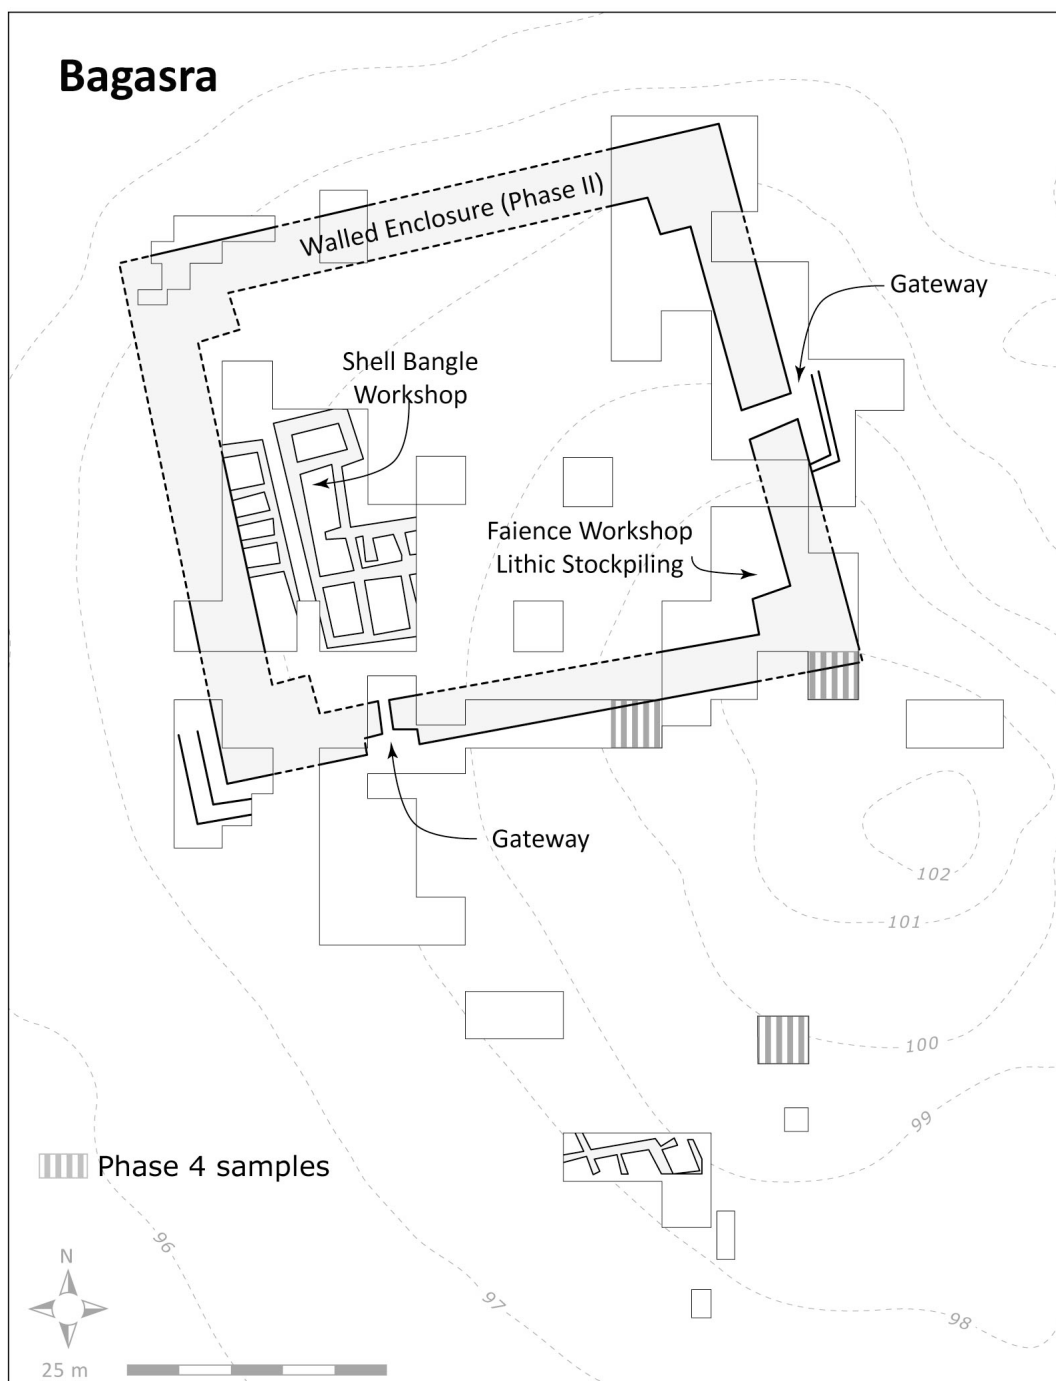 Bagasra
Walled Enclosure (Phase II)
Gateway
Shell Bangle
Workshop
Faience Workshop
Lithic Stockpiling
Gateway
102
101
100
99
Phase 4 samples
96
97
98
N
25 m